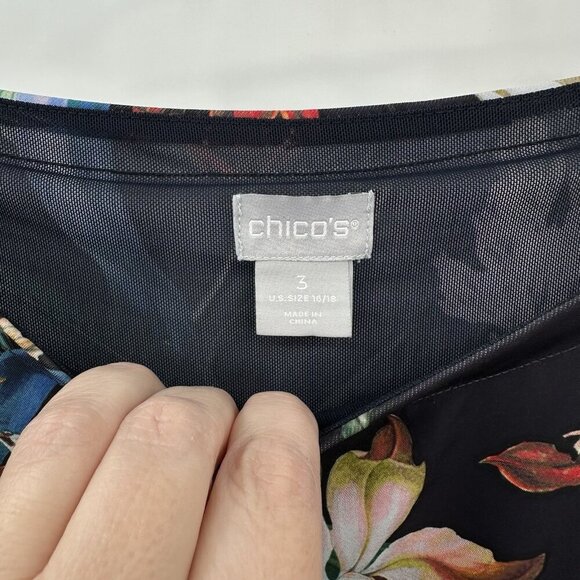 chico's®
3
U.S. SIZE 16/18
MADE IN
CHINA